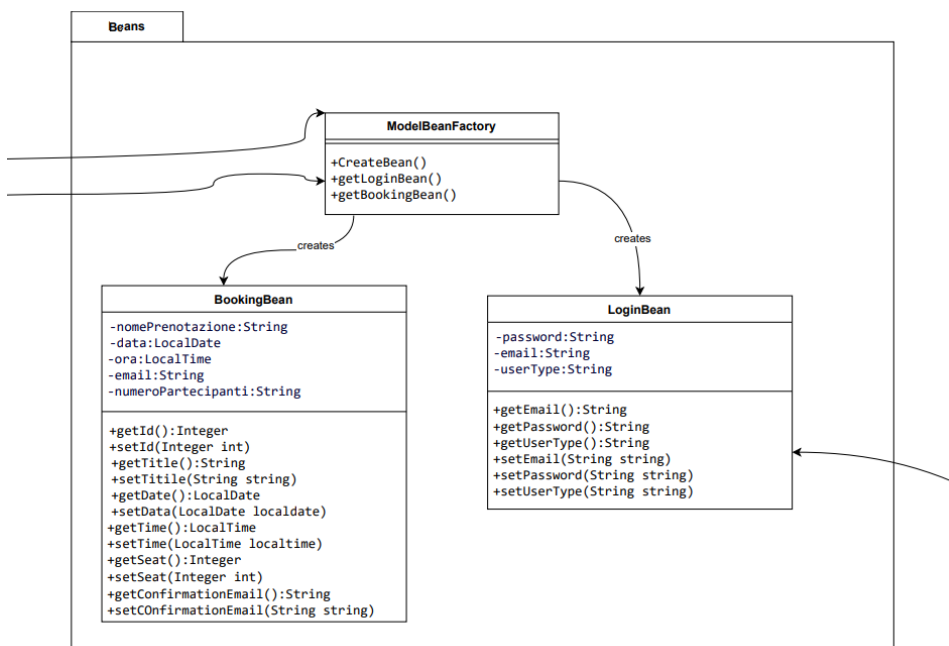 Beans
ModelBeanFactory
+CreateBean()
+getLoginBean()
+getBookingBean()
creates
creates
BookingBean
-nomePrenotazione:String
-data:LocalDate
-ora:LocalTime
-email:String
-numeroPartecipanti:String
+getId():Integer
+setId(Integer int)
+getTitle():String
+setTitile(String string)
+getDate():LocalDate
+setData(LocalDate localdate)
+getTime():LocalTime
+setTime(LocalTime localtime)
+getSeat():Integer
+setSeat(Integer int)
+getConfirmationEmail():String
+setCOnfirmationEmail(String string)
LoginBean
-password:String
-email:String
-userType:String
+getEmail():String
+getPassword():String
+getUserType():String
+setEmail(String string)
+setPassword(String string)
+setUserType(String string)